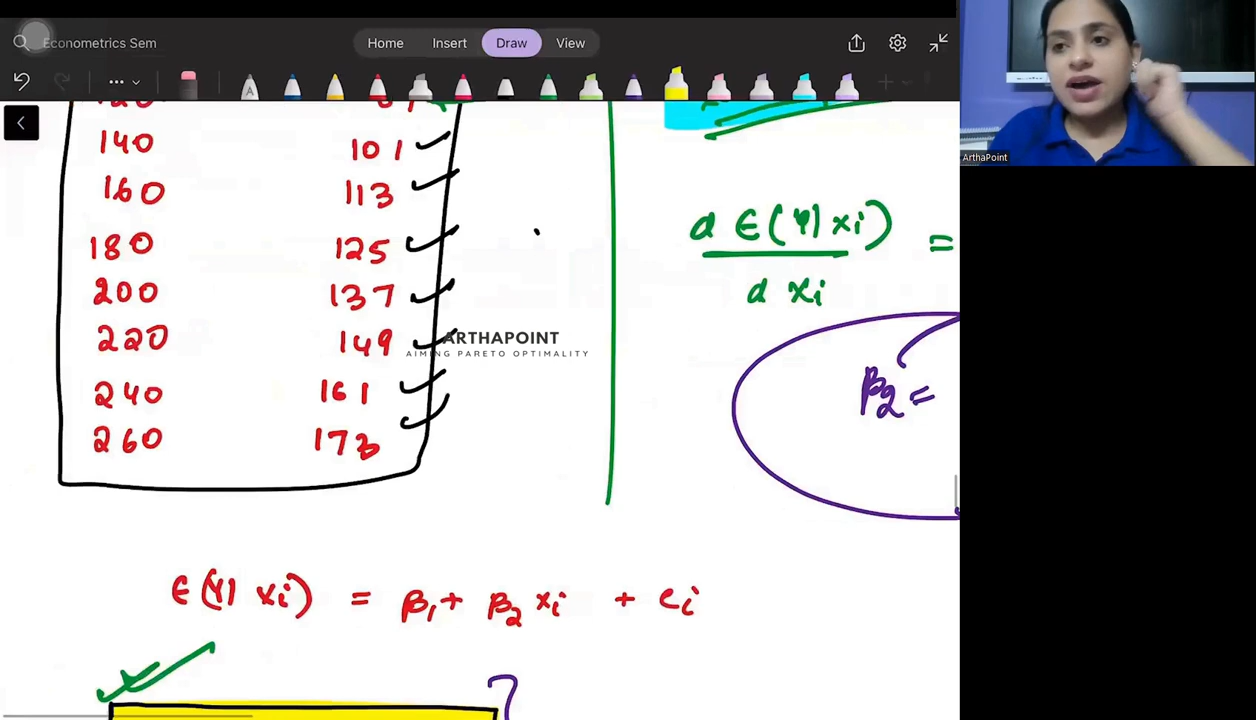 Econometrics Sem
Home Insert Draw View
ArthaPoint
140 101
160 113
180 125
200 137
220 149
240 161
260 173
ARTHAPOINT
AIMING PARETO OPTIMALITY
d E(Y| xi) =
d xi
β2 =
E(Y| xi) = β1 + β2 xi + ei
?